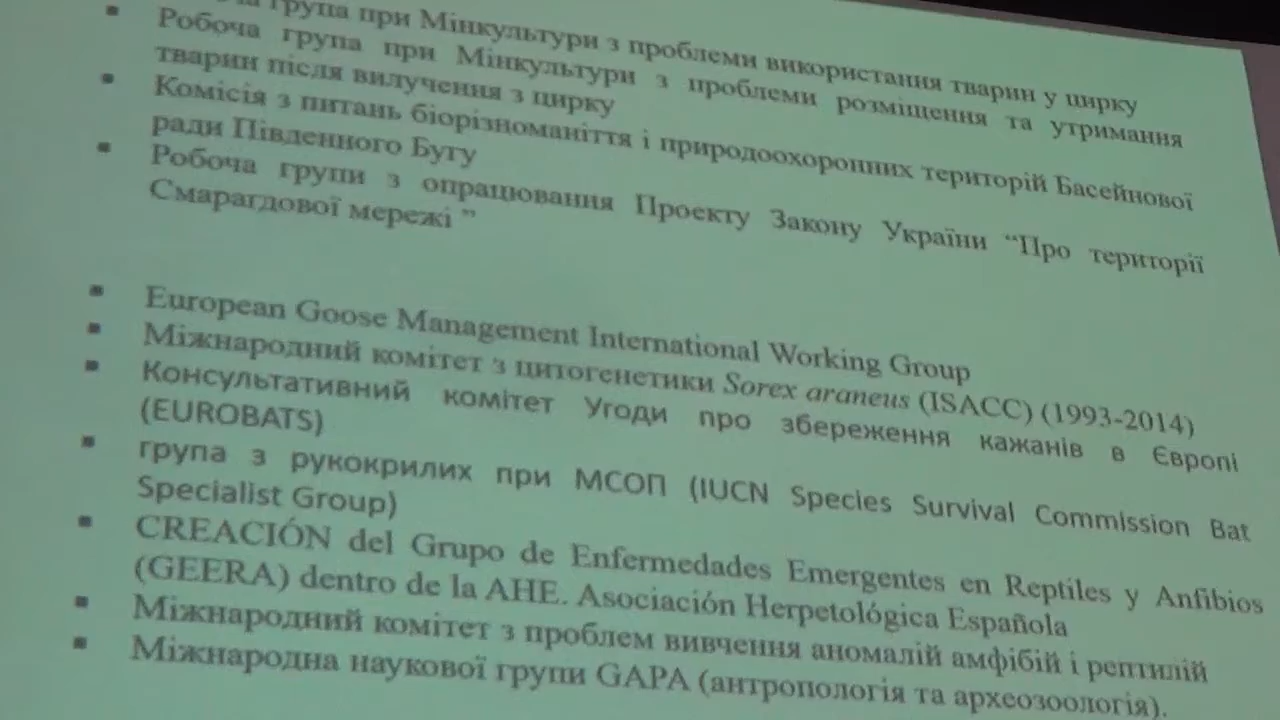 група при Мінкультури з проблеми використання тварин у цирку
▪ Робоча група при Мінкультури з проблеми розміщення та утримання
тварин після вилучення з цирку
▪ Комісія з питань біорізноманіття і природоохоронних територій Басейнової
ради Південного Бугу
▪ Робоча групи з опрацювання Проекту Закону України “Про території
Смарагдової мережі ”
▪ European Goose Management International Working Group
▪ Міжнародний комітет з цитогенетики Sorex araneus (ISACC) (1993-2014)
▪ Консультативний комітет Угоди про збереження кажанів в Європі
(EUROBATS)
▪ група з рукокрилих при МСОП (IUCN Species Survival Commission Bat
Specialist Group)
▪ CREACIÓN del Grupo de Enfermedades Emergentes en Reptiles y Anfibios
(GEERA) dentro de la AHE. Asociación Herpetológica Española
▪ Міжнародний комітет з проблем вивчення аномалій амфібій і рептилій
▪ Міжнародна наукової групи GAPA (антропологія та археозоологія).